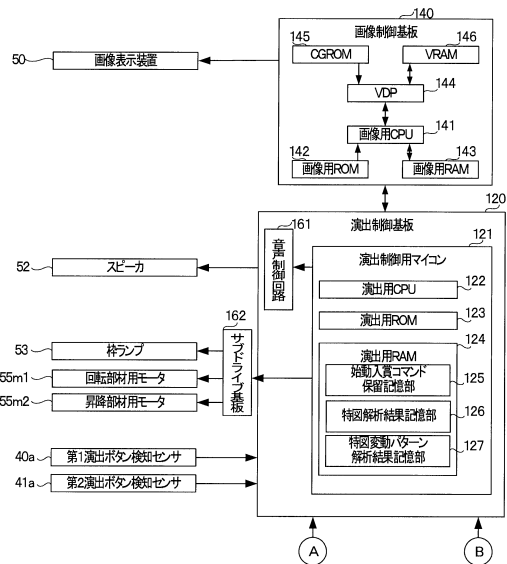 140
画像制御基板
145
CGROM
146
VRAM
50
画像表示装置
144
VDP
141
画像用CPU
142
画像用ROM
143
画像用RAM
120
演出制御基板
161
音声制御回路
121
演出制御用マイコン
52
スピーカ
122
演出用CPU
123
演出用ROM
162
サブドライブ基板
124
演出用RAM
53
枠ランプ
始動入賞コマンド
保留記憶部
125
55m1
回転部材用モータ
55m2
昇降部材用モータ
特図解析結果記憶部
126
特図変動パターン
解析結果記憶部
127
40a
第1演出ボタン検知センサ
41a
第2演出ボタン検知センサ
A
B